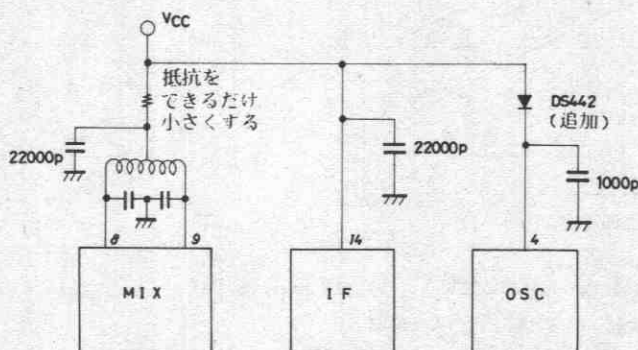 VCC
抵抗を
できるだけ
小さくする
DS442
(追加)
22000p
22000p
1000p
8
9
14
4
MIX
IF
OSC